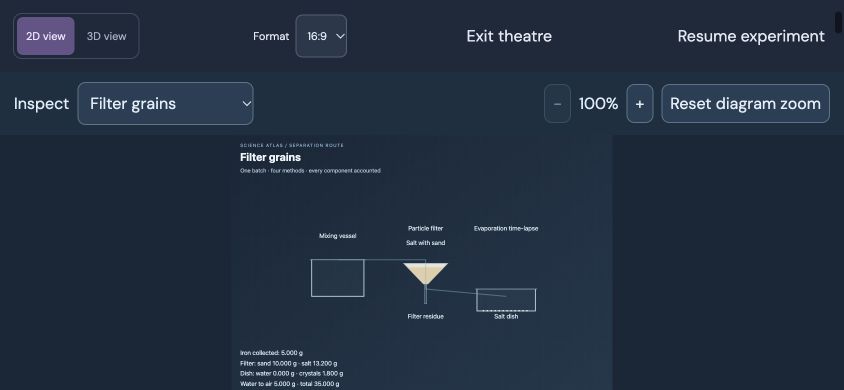 2D view 3D view Format 16:9 Exit theatre Resume experiment
Inspect Filter grains − 100% + Reset diagram zoom
SCIENCE ATLAS / SEPARATION ROUTE
Filter grains
One batch · four methods · every component accounted
Particle filter Evaporation time-lapse
Mixing vessel
Salt with sand
Filter residue Salt dish
Iron collected: 5.000 g
Filter: sand 10.000 g · salt 13.200 g
Dish: water 0.000 g · crystals 1.800 g
Water to air 5.000 g · total 35.000 g